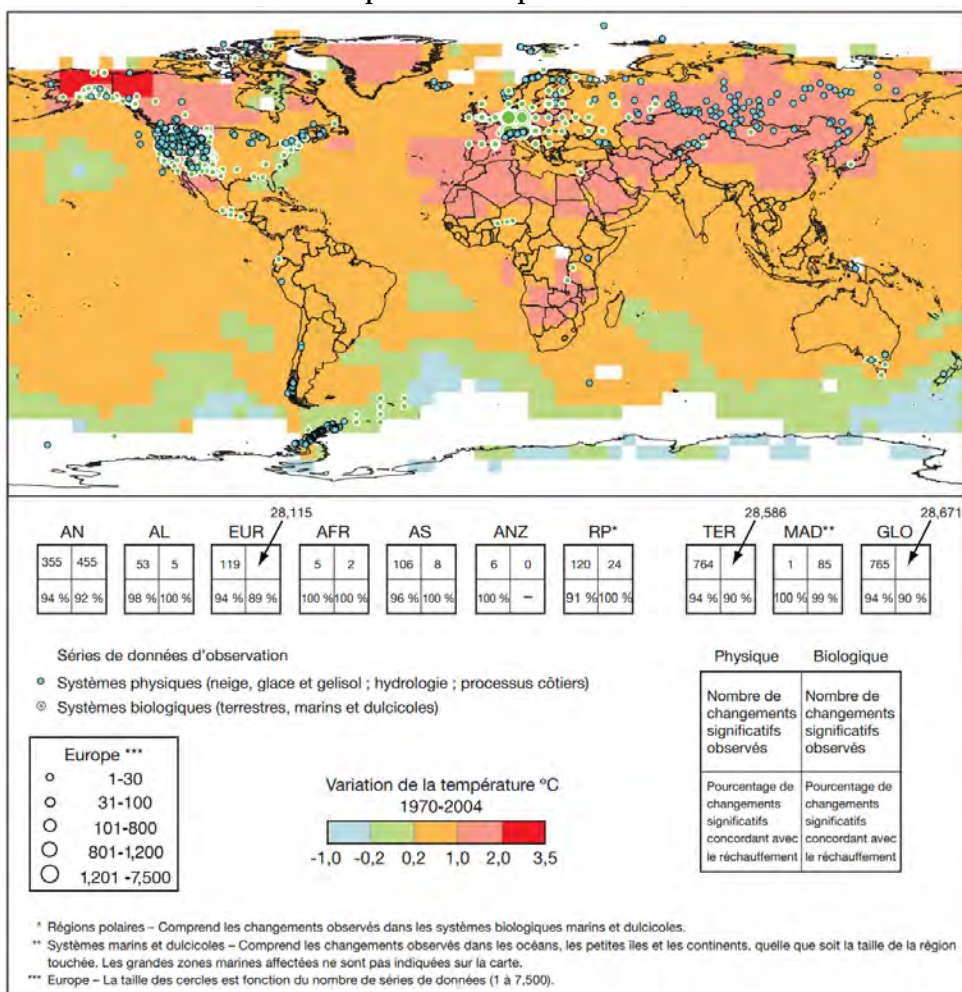 28,115
28,586
28,671
AN AL EUR AFR AS ANZ RP* TER MAD** GLO
355 455 53 5 119 5 2 106 8 6 0 120 24 764 1 85 765
94 % 92 % 98 % 100 % 94 % 89 % 100 % 100 % 96 % 100 % 100 % – 91 % 100 % 94 % 90 % 100 % 99 % 94 % 90 %
Séries de données d'observation
Systèmes physiques (neige, glace et gelisol ; hydrologie ; processus côtiers)
Systèmes biologiques (terrestres, marins et dulcicoles)
Europe ***
1-30
31-100
101-800
801-1,200
1,201 -7,500
Variation de la température °C
1970-2004
-1,0 -0,2 0,2 1,0 2,0 3,5
Physique Biologique
Nombre de changements significatifs observés
Nombre de changements significatifs observés
Pourcentage de changements significatifs concordant avec le réchauffement
Pourcentage de changements significatifs concordant avec le réchauffement
* Régions polaires – Comprend les changements observés dans les systèmes biologiques marins et dulcicoles.
** Systèmes marins et dulcicoles – Comprend les changements observés dans les océans, les petites îles et les continents, quelle que soit la taille de la région
touchée. Les grandes zones marines affectées ne sont pas indiquées sur la carte.
*** Europe – La taille des cercles est fonction du nombre de séries de données (1 à 7,500).